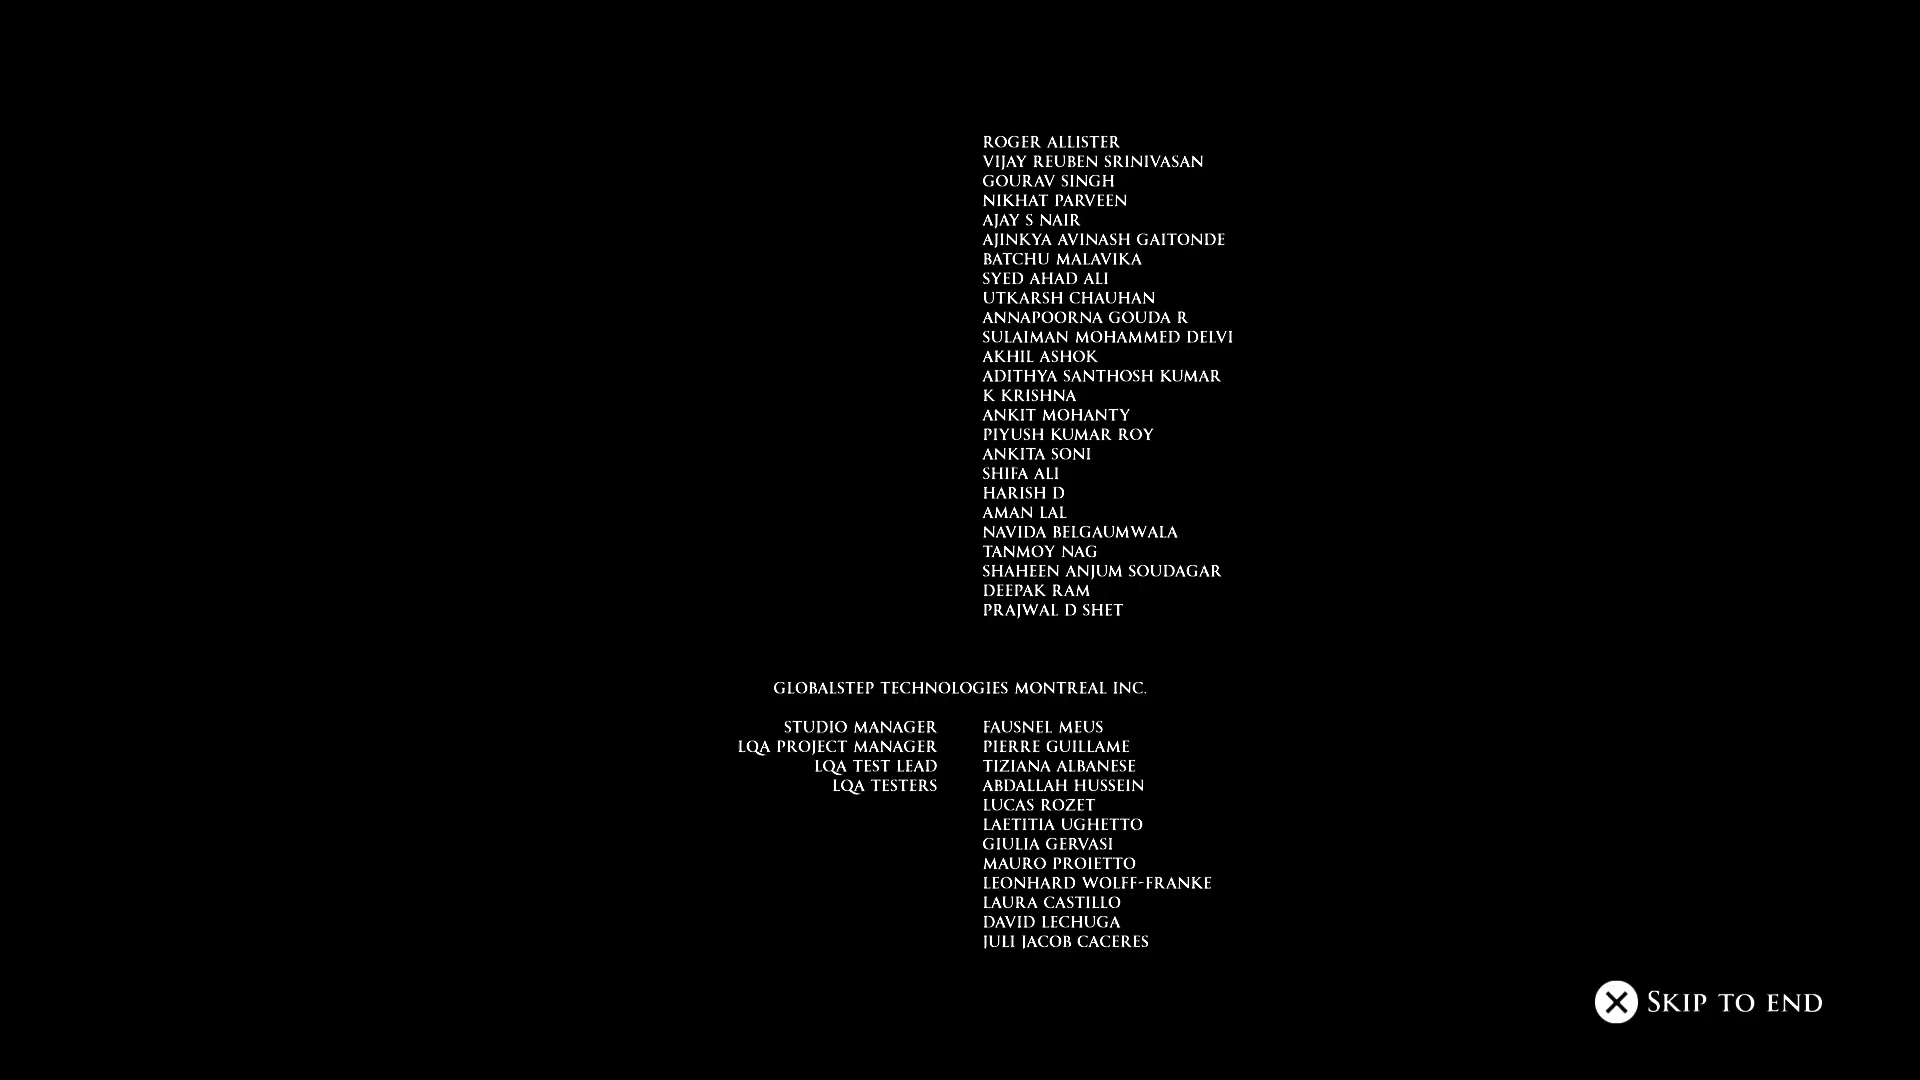 ROGER ALLISTER
VIJAY REUBEN SRINIVASAN
GOURAV SINGH
NIKHAT PARVEEN
AJAY S NAIR
AJINKYA AVINASH GAITONDE
BATCHU MALAVIKA
SYED AHAD ALI
UTKARSH CHAUHAN
ANNAPOORNA GOUDA R
SULAIMAN MOHAMMED DELVI
AKHIL ASHOK
ADITHYA SANTHOSH KUMAR
K KRISHNA
ANKIT MOHANTY
PIYUSH KUMAR ROY
ANKITA SONI
SHIFA ALI
HARISH D
AMAN LAL
NAVIDA BELGAUMWALA
TANMOY NAG
SHAHEEN ANJUM SOUDAGAR
DEEPAK RAM
PRAJWAL D SHET
GLOBALSTEP TECHNOLOGIES MONTREAL INC.
STUDIO MANAGER FAUSNEL MEUS
LQA PROJECT MANAGER PIERRE GUILLAME
LQA TEST LEAD TIZIANA ALBANESE
LQA TESTERS ABDALLAH HUSSEIN
LUCAS ROZET
LAETITIA UGHETTO
GIULIA GERVASI
MAURO PROIETTO
LEONHARD WOLFF-FRANKE
LAURA CASTILLO
DAVID LECHUGA
JULI JACOB CACERES
SKIP TO END